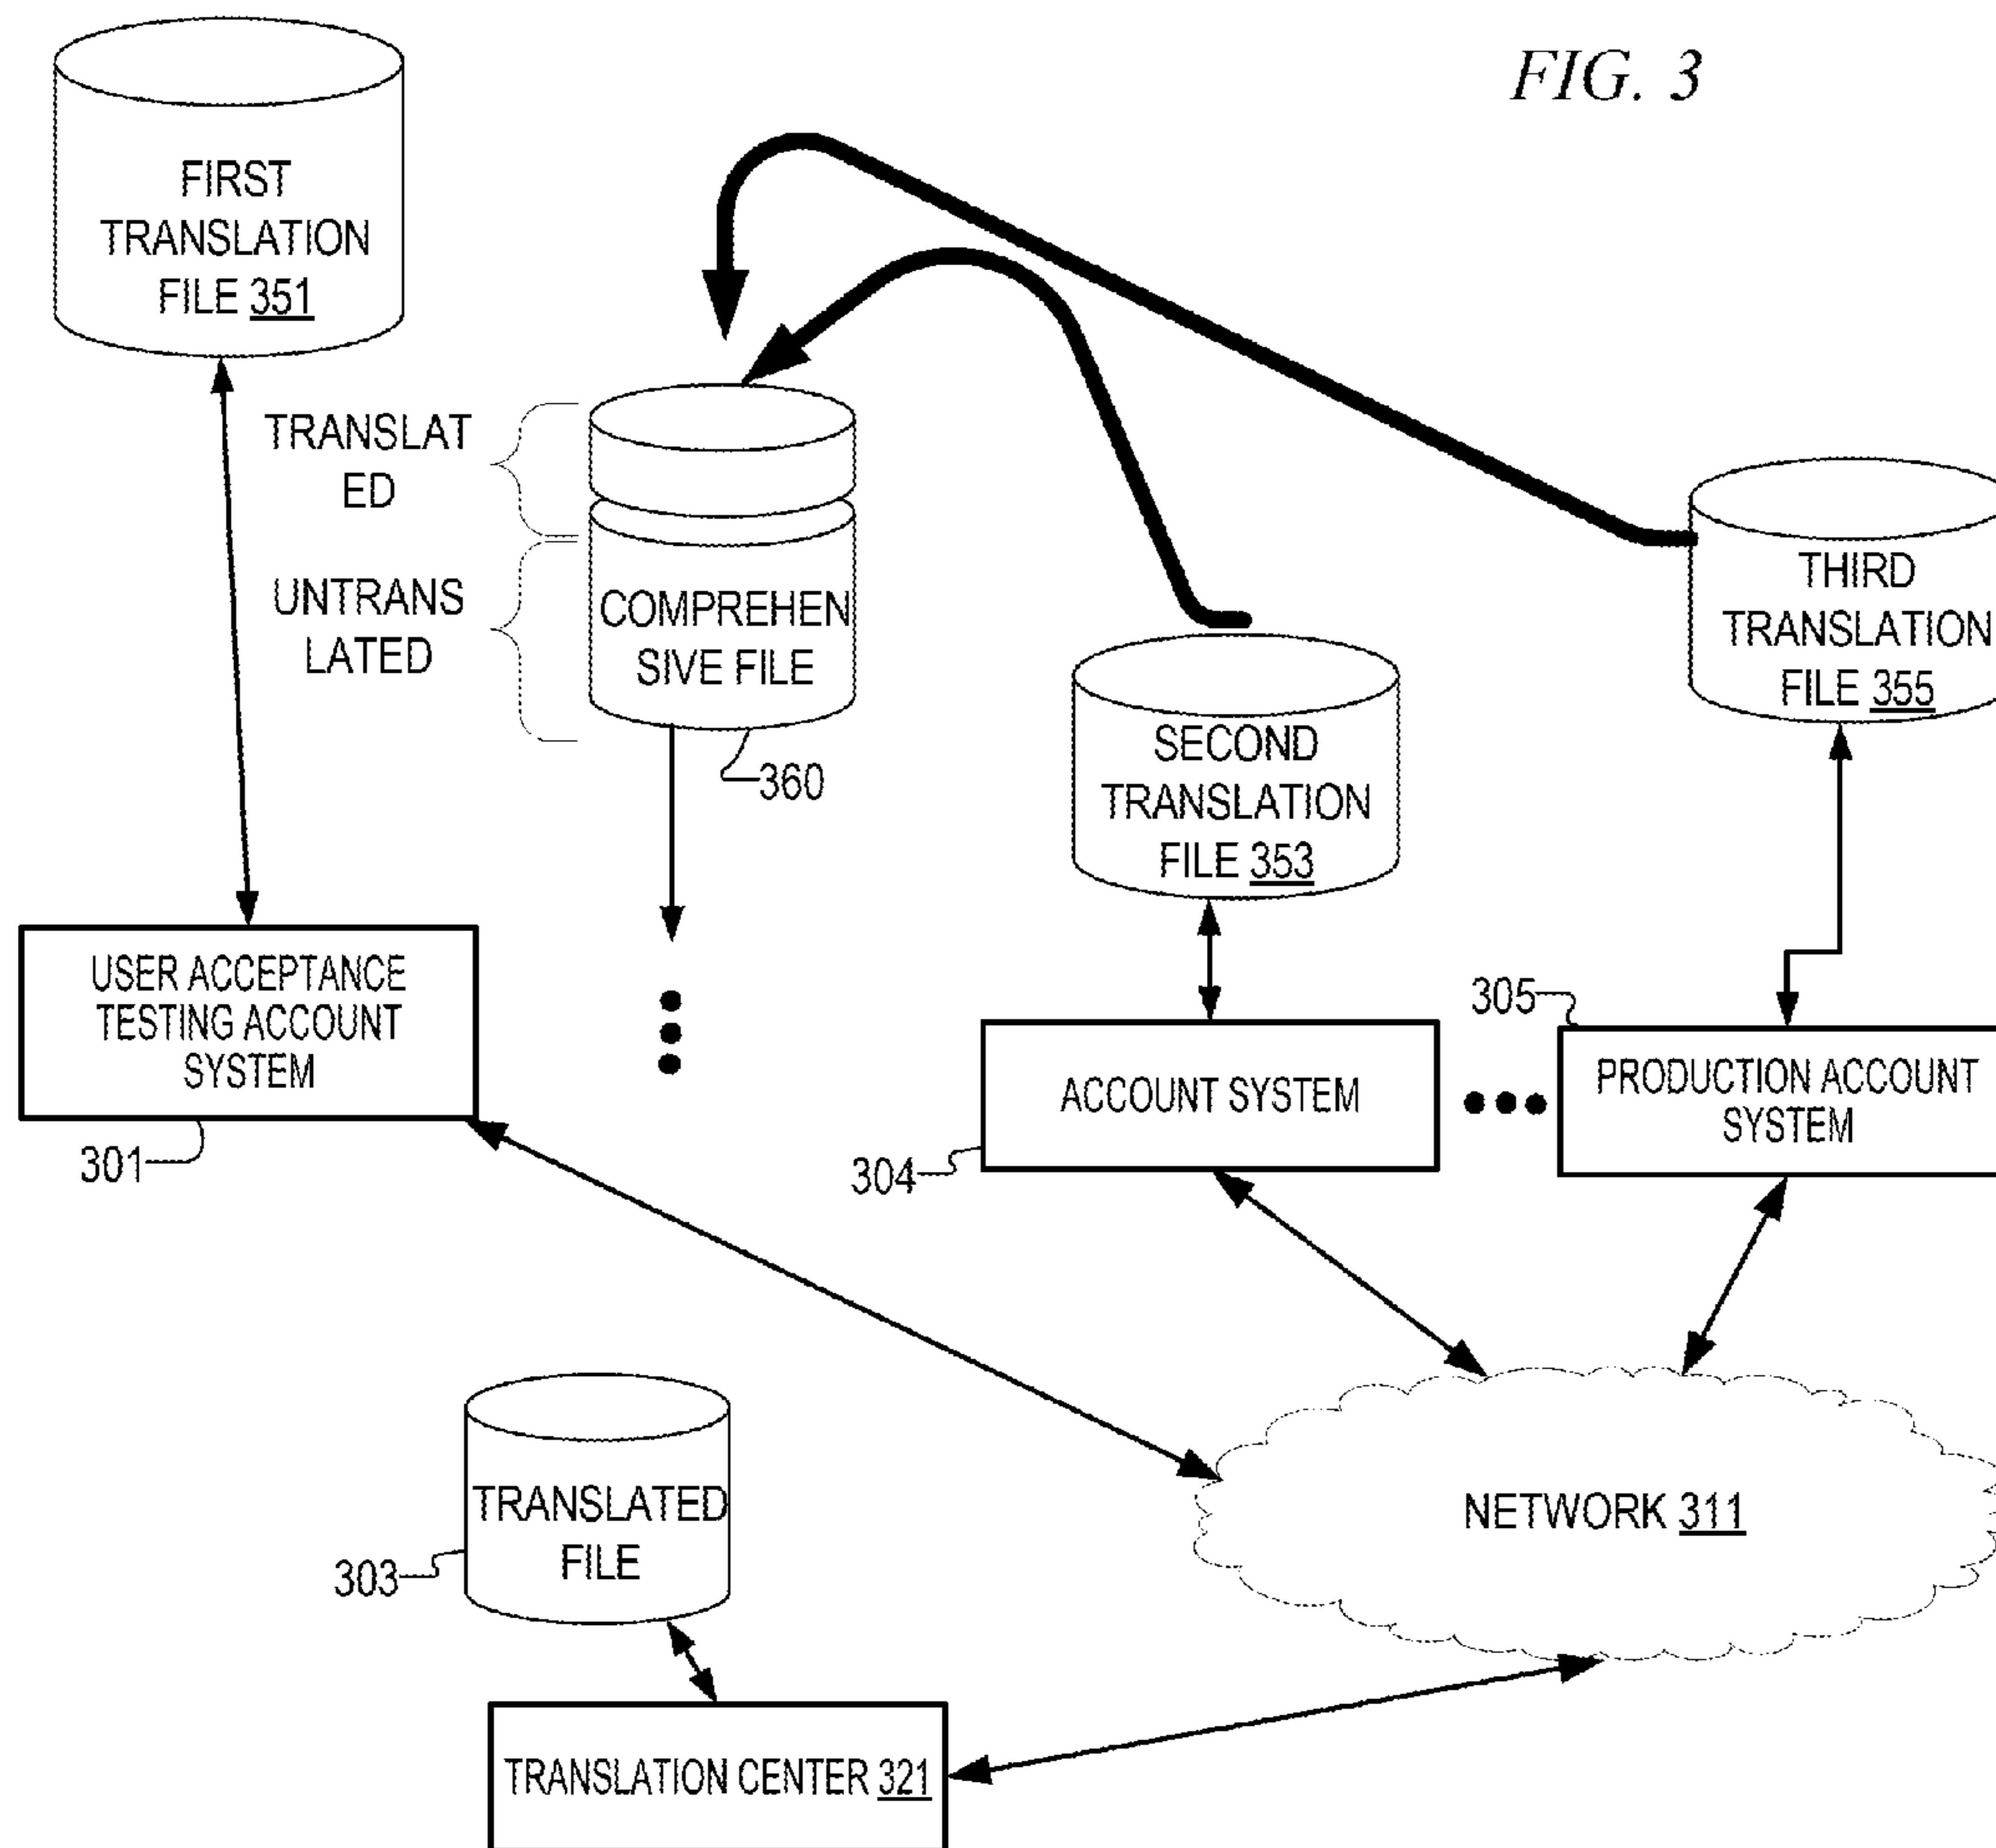 FIG. 3
FIRST
TRANSLATION
FILE 351
TRANSLAT
ED
UNTRANS
LATED
COMPREHEN
SIVE FILE
360
THIRD
TRANSLATION
FILE 355
SECOND
TRANSLATION
FILE 353
USER ACCEPTANCE
TESTING ACCOUNT
SYSTEM
301
ACCOUNT SYSTEM
304
305
PRODUCTION ACCOUNT
SYSTEM
TRANSLATED
FILE
303
NETWORK 311
TRANSLATION CENTER 321